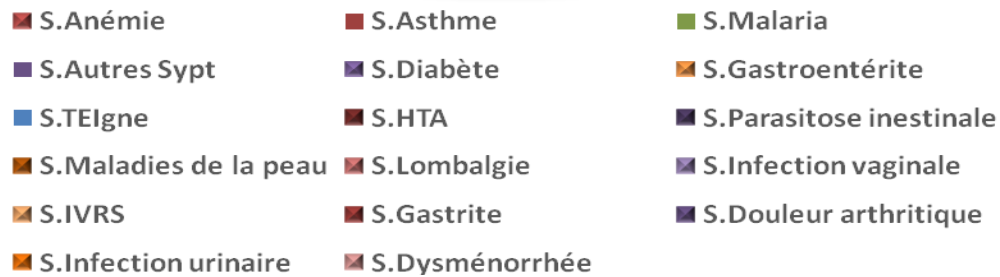 S.Anémie S.Asthme S.Malaria
S.Autres Sypt S.Diabète S.Gastroentérite
S.TEIgne S.HTA S.Parasitose inestinale
S.Maladies de la peau S.Lombalgie S.Infection vaginale
S.IVRS S.Gastrite S.Douleur arthritique
S.Infection urinaire S.Dysménorrhée